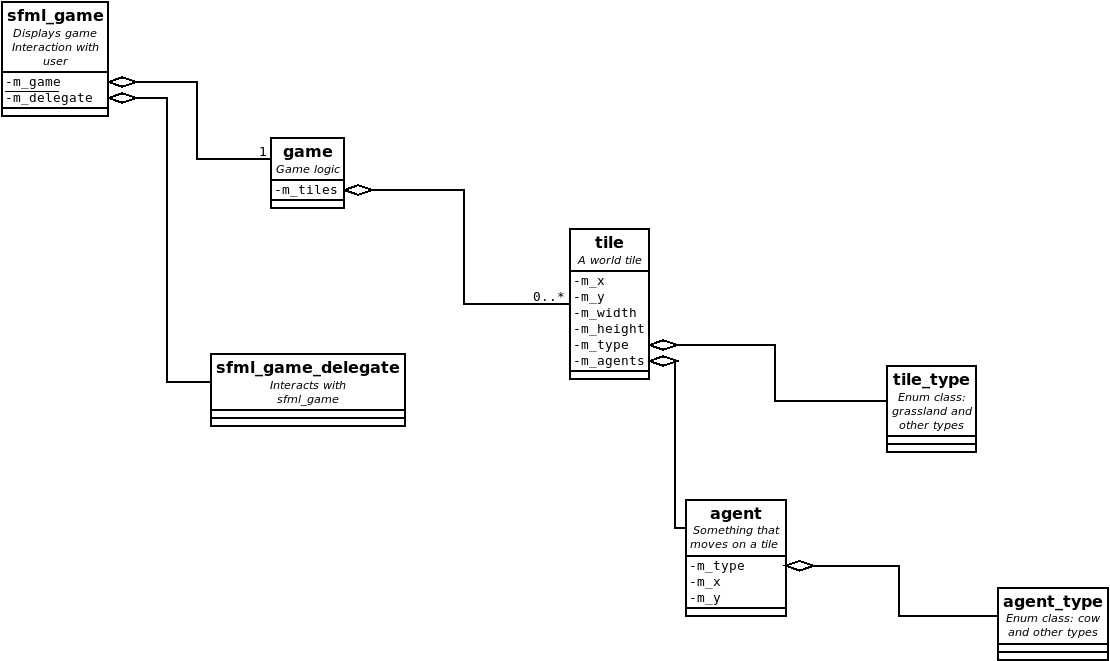 sfml_game
Displays game
Interaction with
user
-m_game
-m_delegate
1
game
Game logic
-m_tiles
0..*
tile
A world tile
-m_x
-m_y
-m_width
-m_height
-m_type
-m_agents
sfml_game_delegate
Interacts with
sfml_game
tile_type
Enum class:
grassland and
other types
agent
Something that
moves on a tile
-m_type
-m_x
-m_y
agent_type
Enum class: cow
and other types